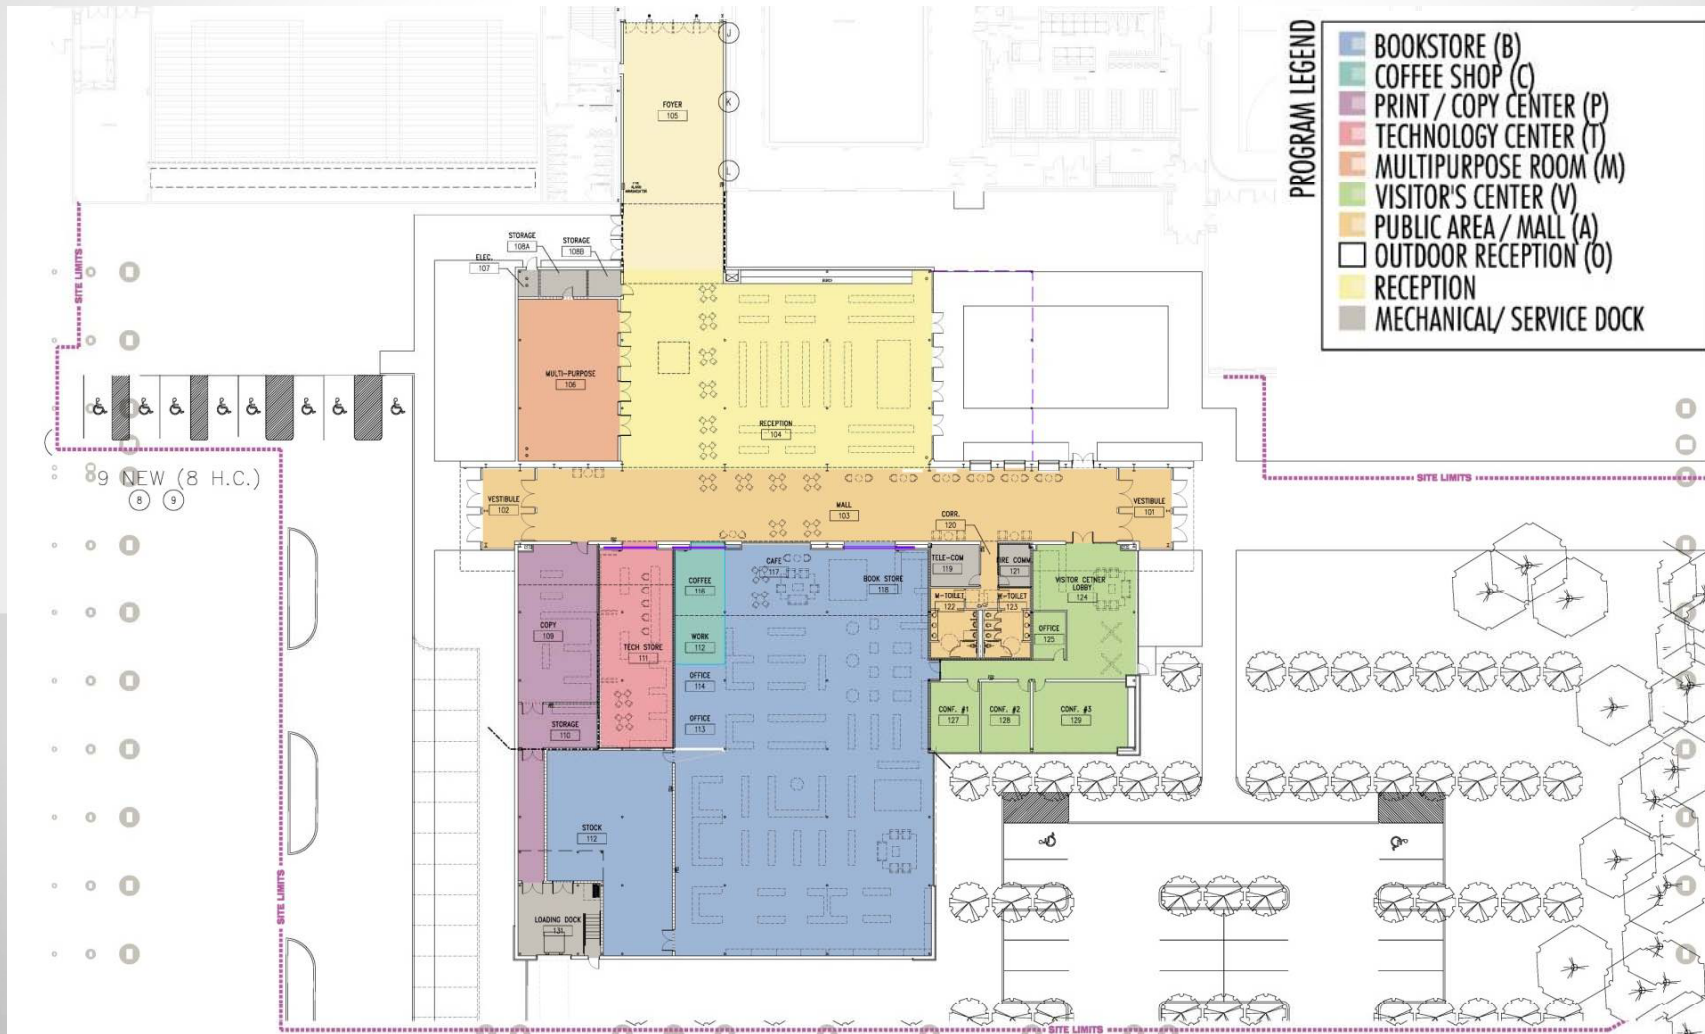 PROGRAM LEGEND
BOOKSTORE (B)
COFFEE SHOP (C)
PRINT / COPY CENTER (P)
TECHNOLOGY CENTER (T)
MULTIPURPOSE ROOM (M)
VISITOR'S CENTER (V)
PUBLIC AREA / MALL (A)
OUTDOOR RECEPTION (O)
RECEPTION
MECHANICAL/ SERVICE DOCK
J
FOYER
105
K
L
STORAGE
108A
STORAGE
108B
ELEC.
107
SITE LIMITS
MULTI-PURPOSE
106
RECEPTION
104
9 NEW (8 H.C.)
8
9
SITE LIMITS
VESTIBULE
102
MALL
103
CORR.
120
VESTIBULE
101
TELE-COM
119
FIRE COMM.
121
CAFE
117
BOOK STORE
118
VISITOR CETNER
LOBBY
124
COFFEE
116
M-TOILET
122
123
COPY
109
TECH STORE
111
WORK
112
OFFICE
125
OFFICE
114
OFFICE
113
CONF. #1
127
CONF. #2
128
CONF. #3
129
STORAGE
110
STOCK
112
SITE LIMITS
LOADING DOCK
131
SITE LIMITS